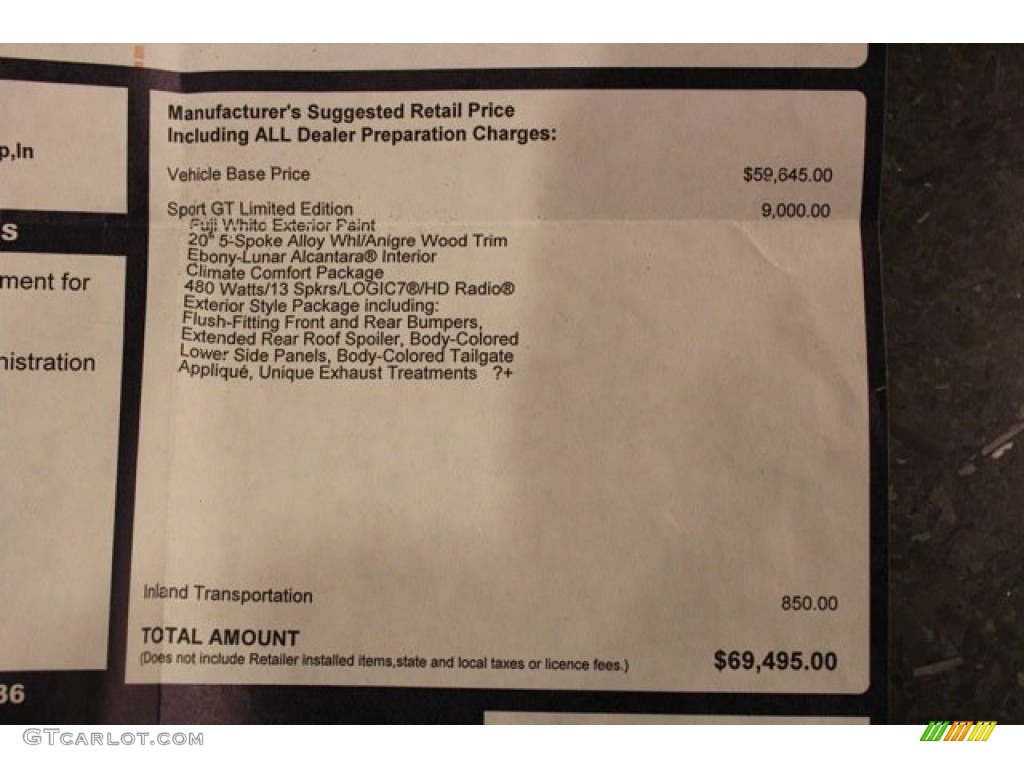 p,In
s
ment for
nistration
36
Manufacturer's Suggested Retail Price
Including ALL Dealer Preparation Charges:
Vehicle Base Price $59,645.00
Sport GT Limited Edition 9,000.00
Fuji White Exterior Paint
20" 5-Spoke Alloy Whl/Anigre Wood Trim
Ebony-Lunar Alcantara® Interior
Climate Comfort Package
480 Watts/13 Spkrs/LOGIC7®/HD Radio®
Exterior Style Package including:
Flush-Fitting Front and Rear Bumpers,
Extended Rear Roof Spoiler, Body-Colored
Lower Side Panels, Body-Colored Tailgate
Appliqué, Unique Exhaust Treatments ?+
Inland Transportation 850.00
TOTAL AMOUNT
(Does not include Retailer installed items,state and local taxes or licence fees.) $69,495.00
GTCARLOT.COM